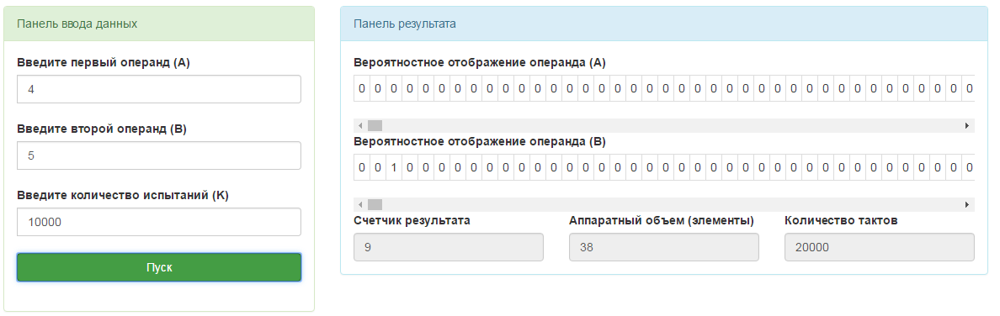 Панель ввода данных
Введите первый операнд (A)
4
Введите второй операнд (B)
5
Введите количество испытаний (K)
10000
Пуск
Панель результата
Вероятностное отображение операнда (A)
0 0 0 0 0 0 0 0 0 0 0 0 0 0 0 0 0 0 0 0 0 0 0 0 0 0 0 0 0 0 0 0 0 0 0 0 0 0 0
Вероятностное отображение операнда (B)
0 0 1 0 0 0 0 0 0 0 0 0 0 0 0 0 0 0 0 0 0 0 0 0 0 0 0 0 0 0 0 0 0 0 0 0 0 0 0
Счетчик результата
9
Аппаратный объем (элементы)
38
Количество тактов
20000